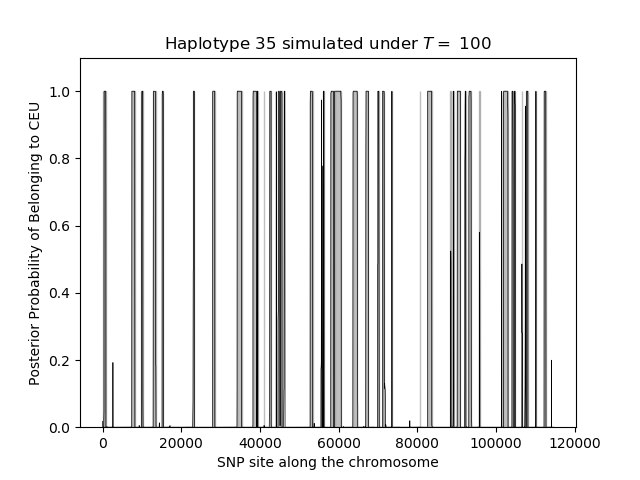 Haplotype 35 simulated under T = 100
Posterior Probability of Belonging to CEU
1.0
0.8
0.6
0.4
0.2
0.0
0 20000 40000 60000 80000 100000 120000
SNP site along the chromosome